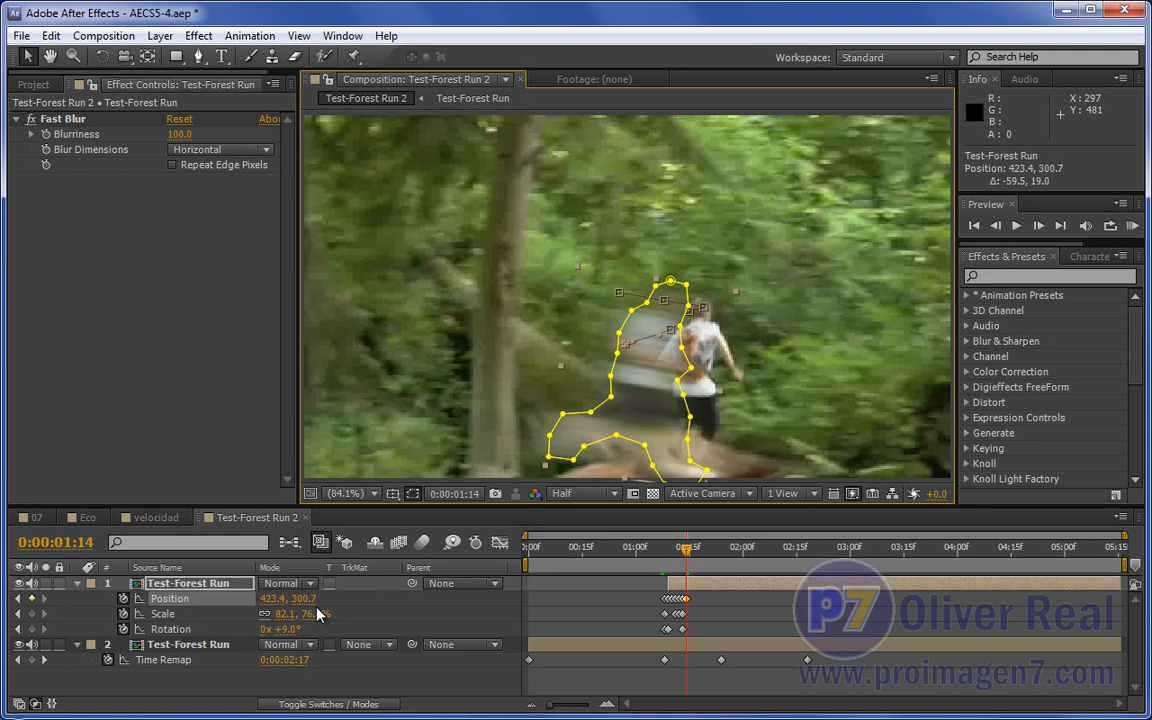 Adobe After Effects - AECS5-4.aep *
File Edit Composition Layer Effect Animation View Window Help
Workspace: Standard Search Help
Project Effect Controls: Test-Forest Run
Composition: Test-Forest Run 2 Footage: (none)
Info Audio
Test-Forest Run 2 • Test-Forest Run
Test-Forest Run 2 Test-Forest Run
fx Fast Blur Reset Abo
Blurriness 100.0
Blur Dimensions Horizontal
Repeat Edge Pixels
R: X: 297
G: Y: 481
B:
A: 0
Test-Forest Run
Position: 423.4, 300.7
Δ: -59.5, 19.0
Preview
Effects & Presets Characte
* Animation Presets
3D Channel
Audio
Blur & Sharpen
Channel
Color Correction
Digieffects FreeForm
Distort
Expression Controls
Generate
Keying
Knoll
Knoll Light Factory
(84.1%) 0:00:01:14 Half Active Camera 1 View +0.0
07 Eco velocidad Test-Forest Run 2
0:00:01:14
:00f 00:15f 01:00f 15f 02:00f 02:15f 03:00f 03:15f 04:00f 04:15f 05:00f 05:15
# Source Name Mode T TrkMat Parent
1 Test-Forest Run Normal None
Position 423.4, 300.7
Scale 82.1, 76. %
Rotation 0x +9.0°
2 Test-Forest Run Normal None None
Time Remap 0:00:02:17
Toggle Switches / Modes
P7 Oliver Real
www.proimagen7.com